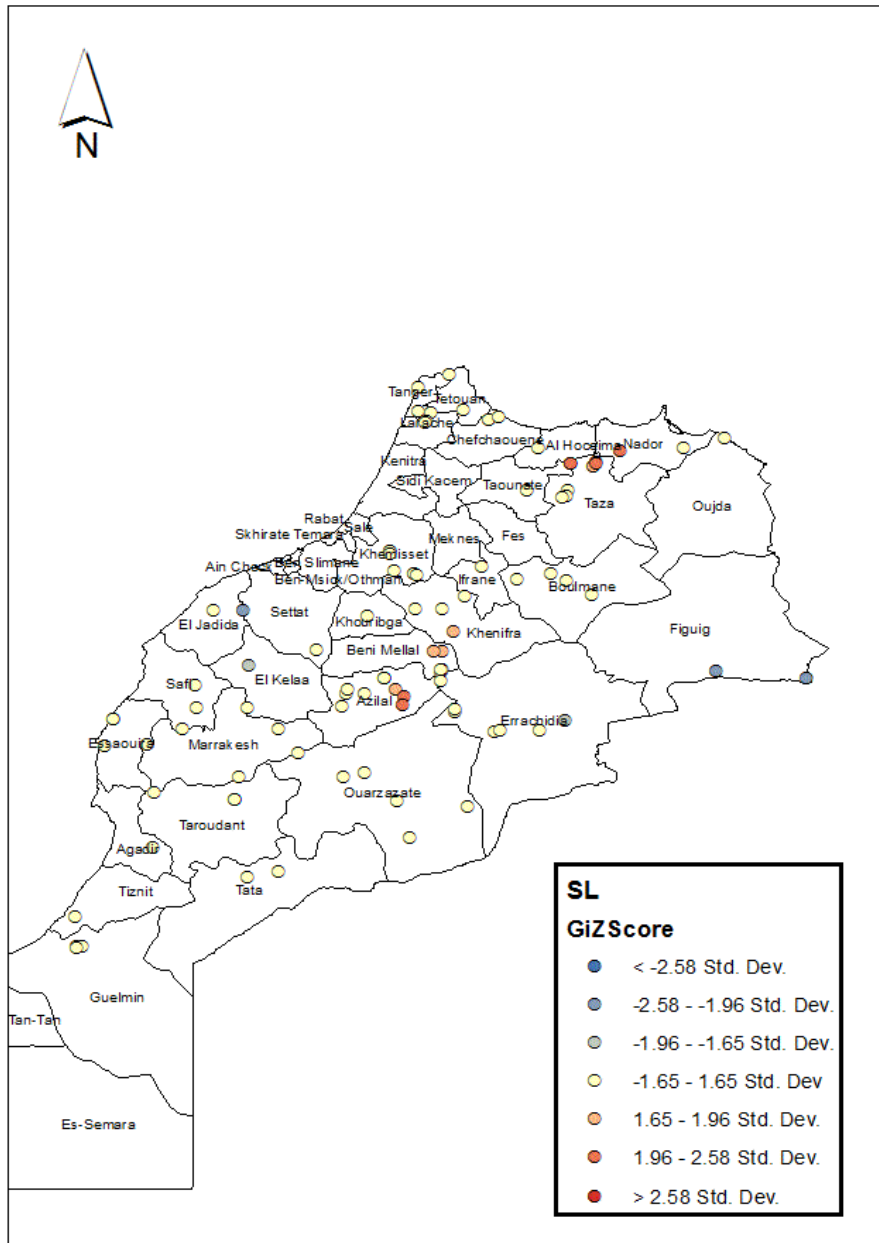 N
Tanger
Tetouan
Larache
Chefchaouene
Al Hoceima
Nador
Kenitra
Sidi Kacem
Taounate
Taza
Oujda
Rabat
Sale
Skhirate Temara
Meknes
Fes
Khemisset
Ain Chock
Ben Slimane
Ben-Msick/Othman
Ifrane
Boulmane
El Jadida
Settat
Khouribga
Khenifra
Figuig
Beni Mellal
Safi
El Kelaa
Azilal
Errachidia
Essaouira
Marrakesh
Ouarzazate
Taroudant
Agadir
Tiznit
Tata
Guelmin
Tan-Tan
Es-Semara
SL
GiZScore
< -2.58 Std. Dev.
-2.58 - -1.96 Std. Dev.
-1.96 - -1.65 Std. Dev.
-1.65 - 1.65 Std. Dev
1.65 - 1.96 Std. Dev.
1.96 - 2.58 Std. Dev.
> 2.58 Std. Dev.